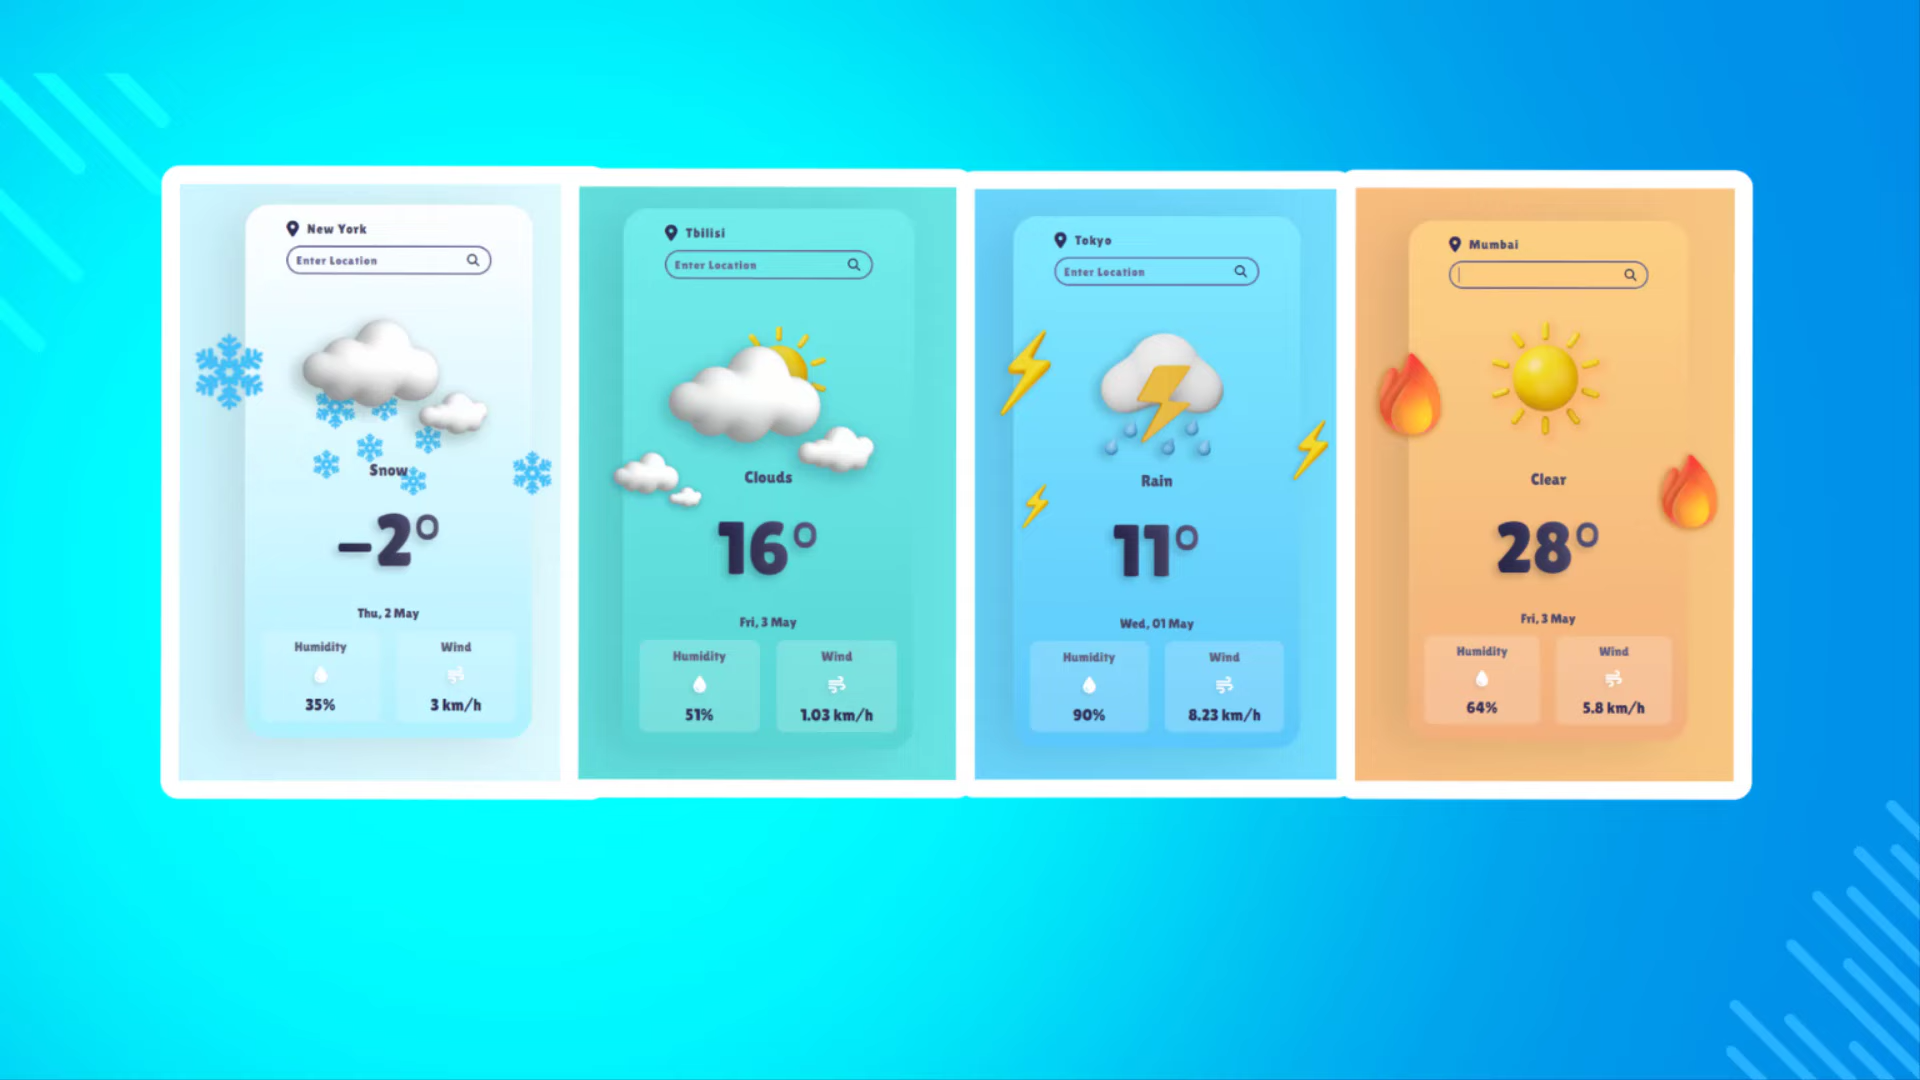 New York
Enter Location
Snow
-2°
Thu, 2 May
Humidity
Wind
35%
3 km/h
Tbilisi
Enter Location
Clouds
16°
Fri, 3 May
Humidity
Wind
51%
1.03 km/h
Tokyo
Enter Location
Rain
11°
Wed, 01 May
Humidity
Wind
90%
8.23 km/h
Mumbai
Clear
28°
Fri, 3 May
Humidity
Wind
64%
5.8 km/h